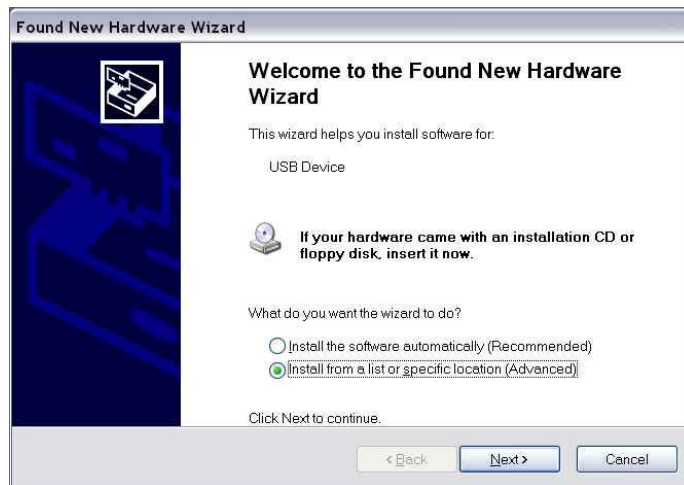 Found New Hardware Wizard
Welcome to the Found New Hardware
Wizard
This wizard helps you install software for:
USB Device
If your hardware came with an installation CD or
floppy disk, insert it now.
What do you want the wizard to do?
Install the software automatically (Recommended)
Install from a list or specific location (Advanced)
Click Next to continue.
< Back Next > Cancel